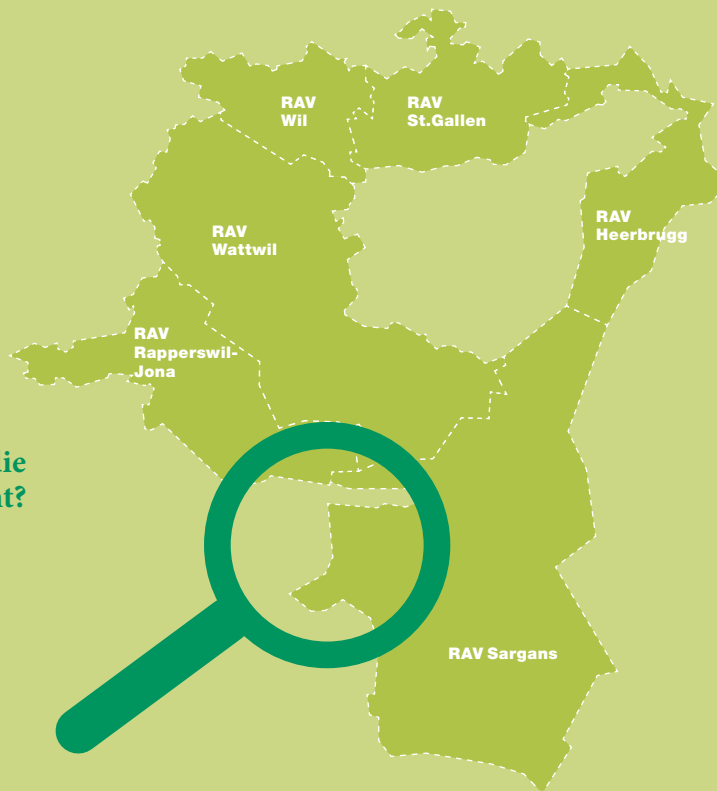 RAV
Wil
RAV
St.Gallen
RAV
Wattwil
RAV
Heerbrugg
RAV
Rapperswil-
Jona
RAV Sargans